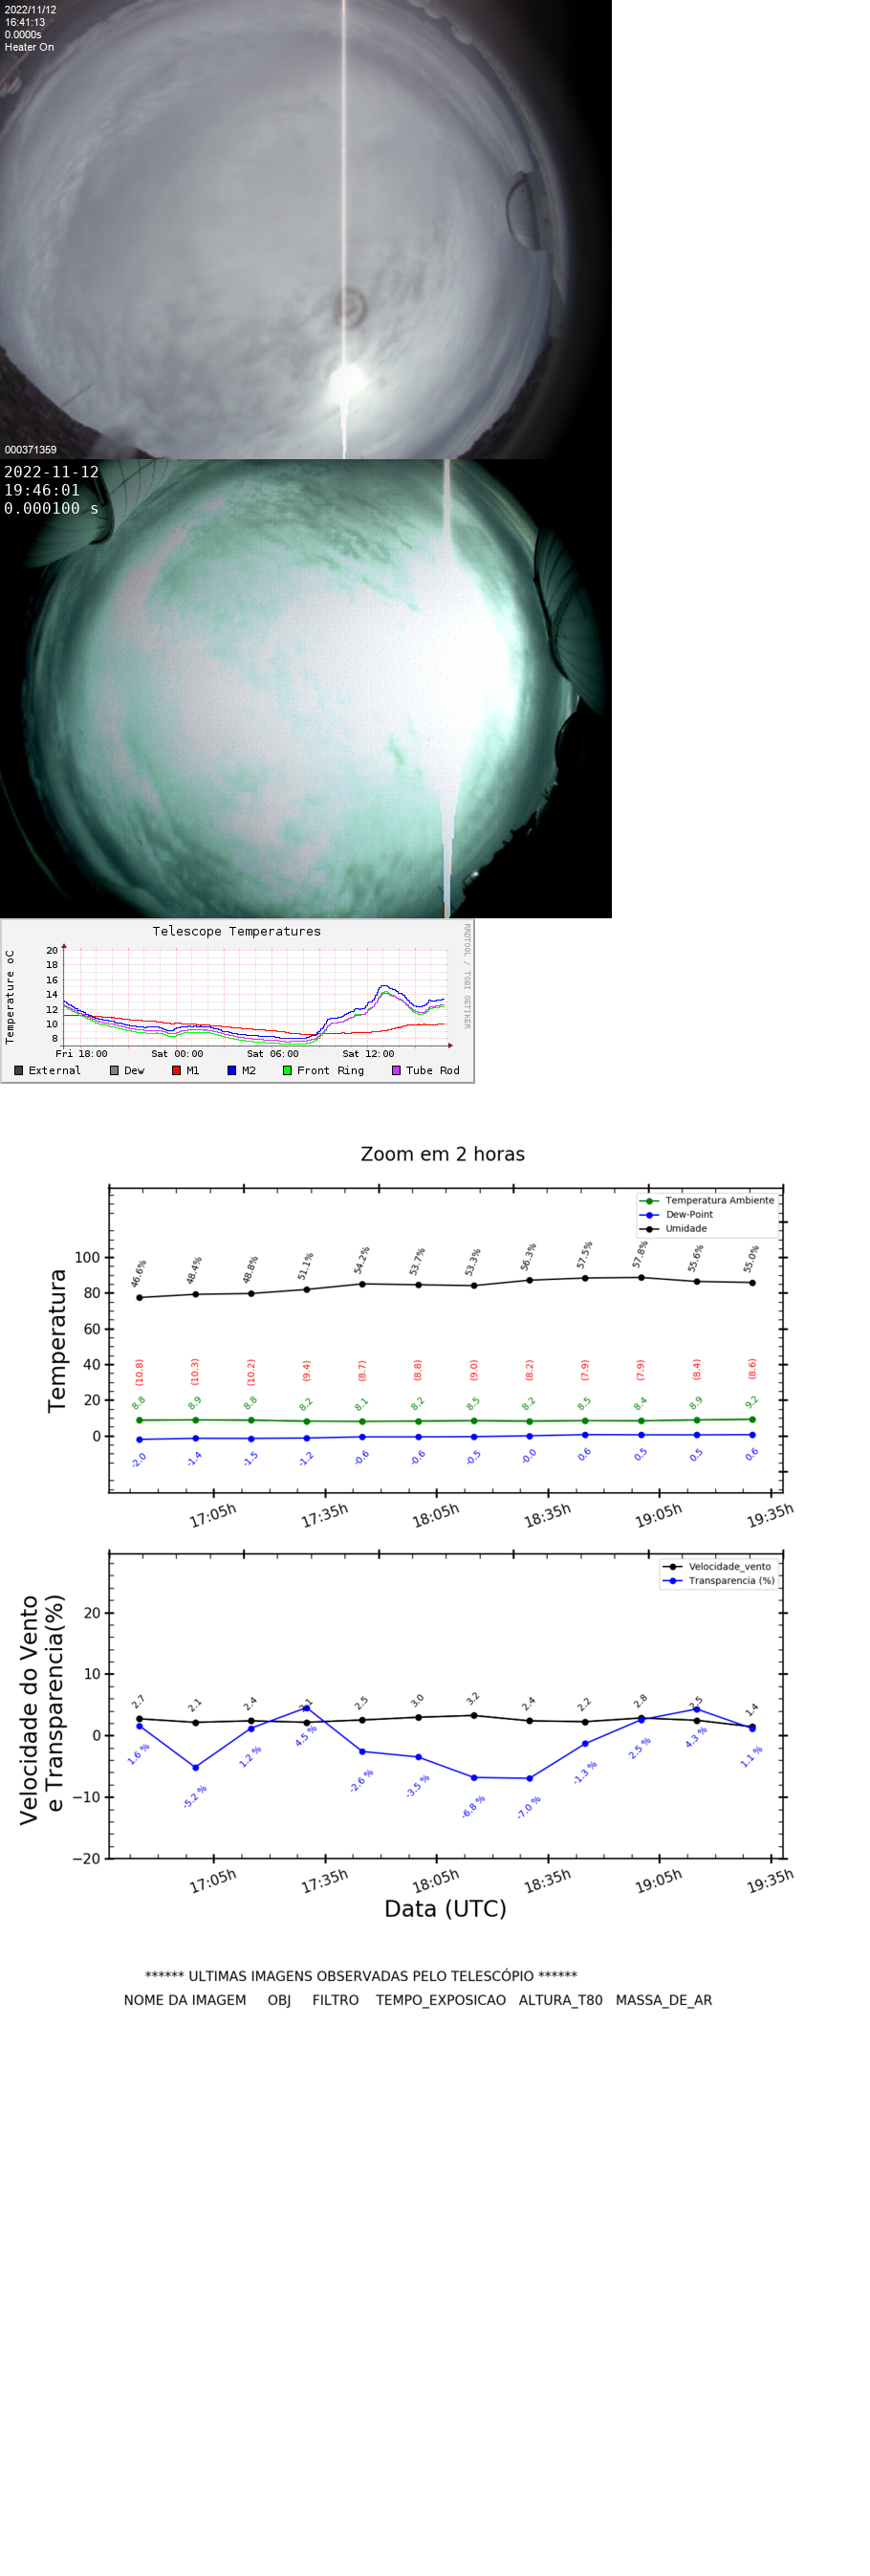 2022/11/12
16:41:13
0.0000s
Heater On
000371359
2022-11-12
19:46:01
0.000100 s
Telescope Temperatures
RRDTOOL / TOBI OETIKER
Temperature oC
20
18
16
14
12
10
8
Fri 18:00 Sat 00:00 Sat 06:00 Sat 12:00
External Dew M1 M2 Front Ring Tube Rod
Zoom em 2 horas
Temperatura Ambiente
Dew-Point
Umidade
Temperatura
100
80
60
40
20
0
46.6% 48.4% 48.8% 51.1% 54.2% 53.7% 53.3% 56.3% 57.5% 57.8% 55.6% 55.0%
(10.8) (10.3) (10.2) (9.4) (8.7) (8.8) (9.0) (8.2) (7.9) (7.9) (8.4) (8.6)
8.8 8.9 8.8 8.2 8.1 8.2 8.5 8.2 8.5 8.4 8.9 9.2
-2.0 -1.4 -1.5 -1.2 -0.6 -0.6 -0.5 -0.0 0.6 0.5 0.5 0.6
17:05h 17:35h 18:05h 18:35h 19:05h 19:35h
Velocidade_vento
Transparencia (%)
Velocidade do Vento
e Transparencia(%)
20
10
0
−10
−20
2.7 2.1 2.4 2.1 2.5 3.0 3.2 2.4 2.2 2.8 2.5 1.4
1.6 % -5.2 % 1.2 % 4.5 % -2.6 % -3.5 % -6.8 % -7.0 % -1.3 % 2.5 % 4.3 % 1.1 %
17:05h 17:35h 18:05h 18:35h 19:05h 19:35h
Data (UTC)
****** ULTIMAS IMAGENS OBSERVADAS PELO TELESCÓPIO ******
NOME DA IMAGEM OBJ FILTRO TEMPO_EXPOSICAO ALTURA_T80 MASSA_DE_AR